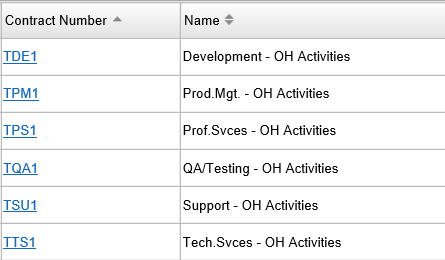 Contract Number Name
TDE1 Development - OH Activities
TPM1 Prod.Mgt. - OH Activities
TPS1 Prof.Svces - OH Activities
TQA1 QA/Testing - OH Activities
TSU1 Support - OH Activities
TTS1 Tech.Svces - OH Activities